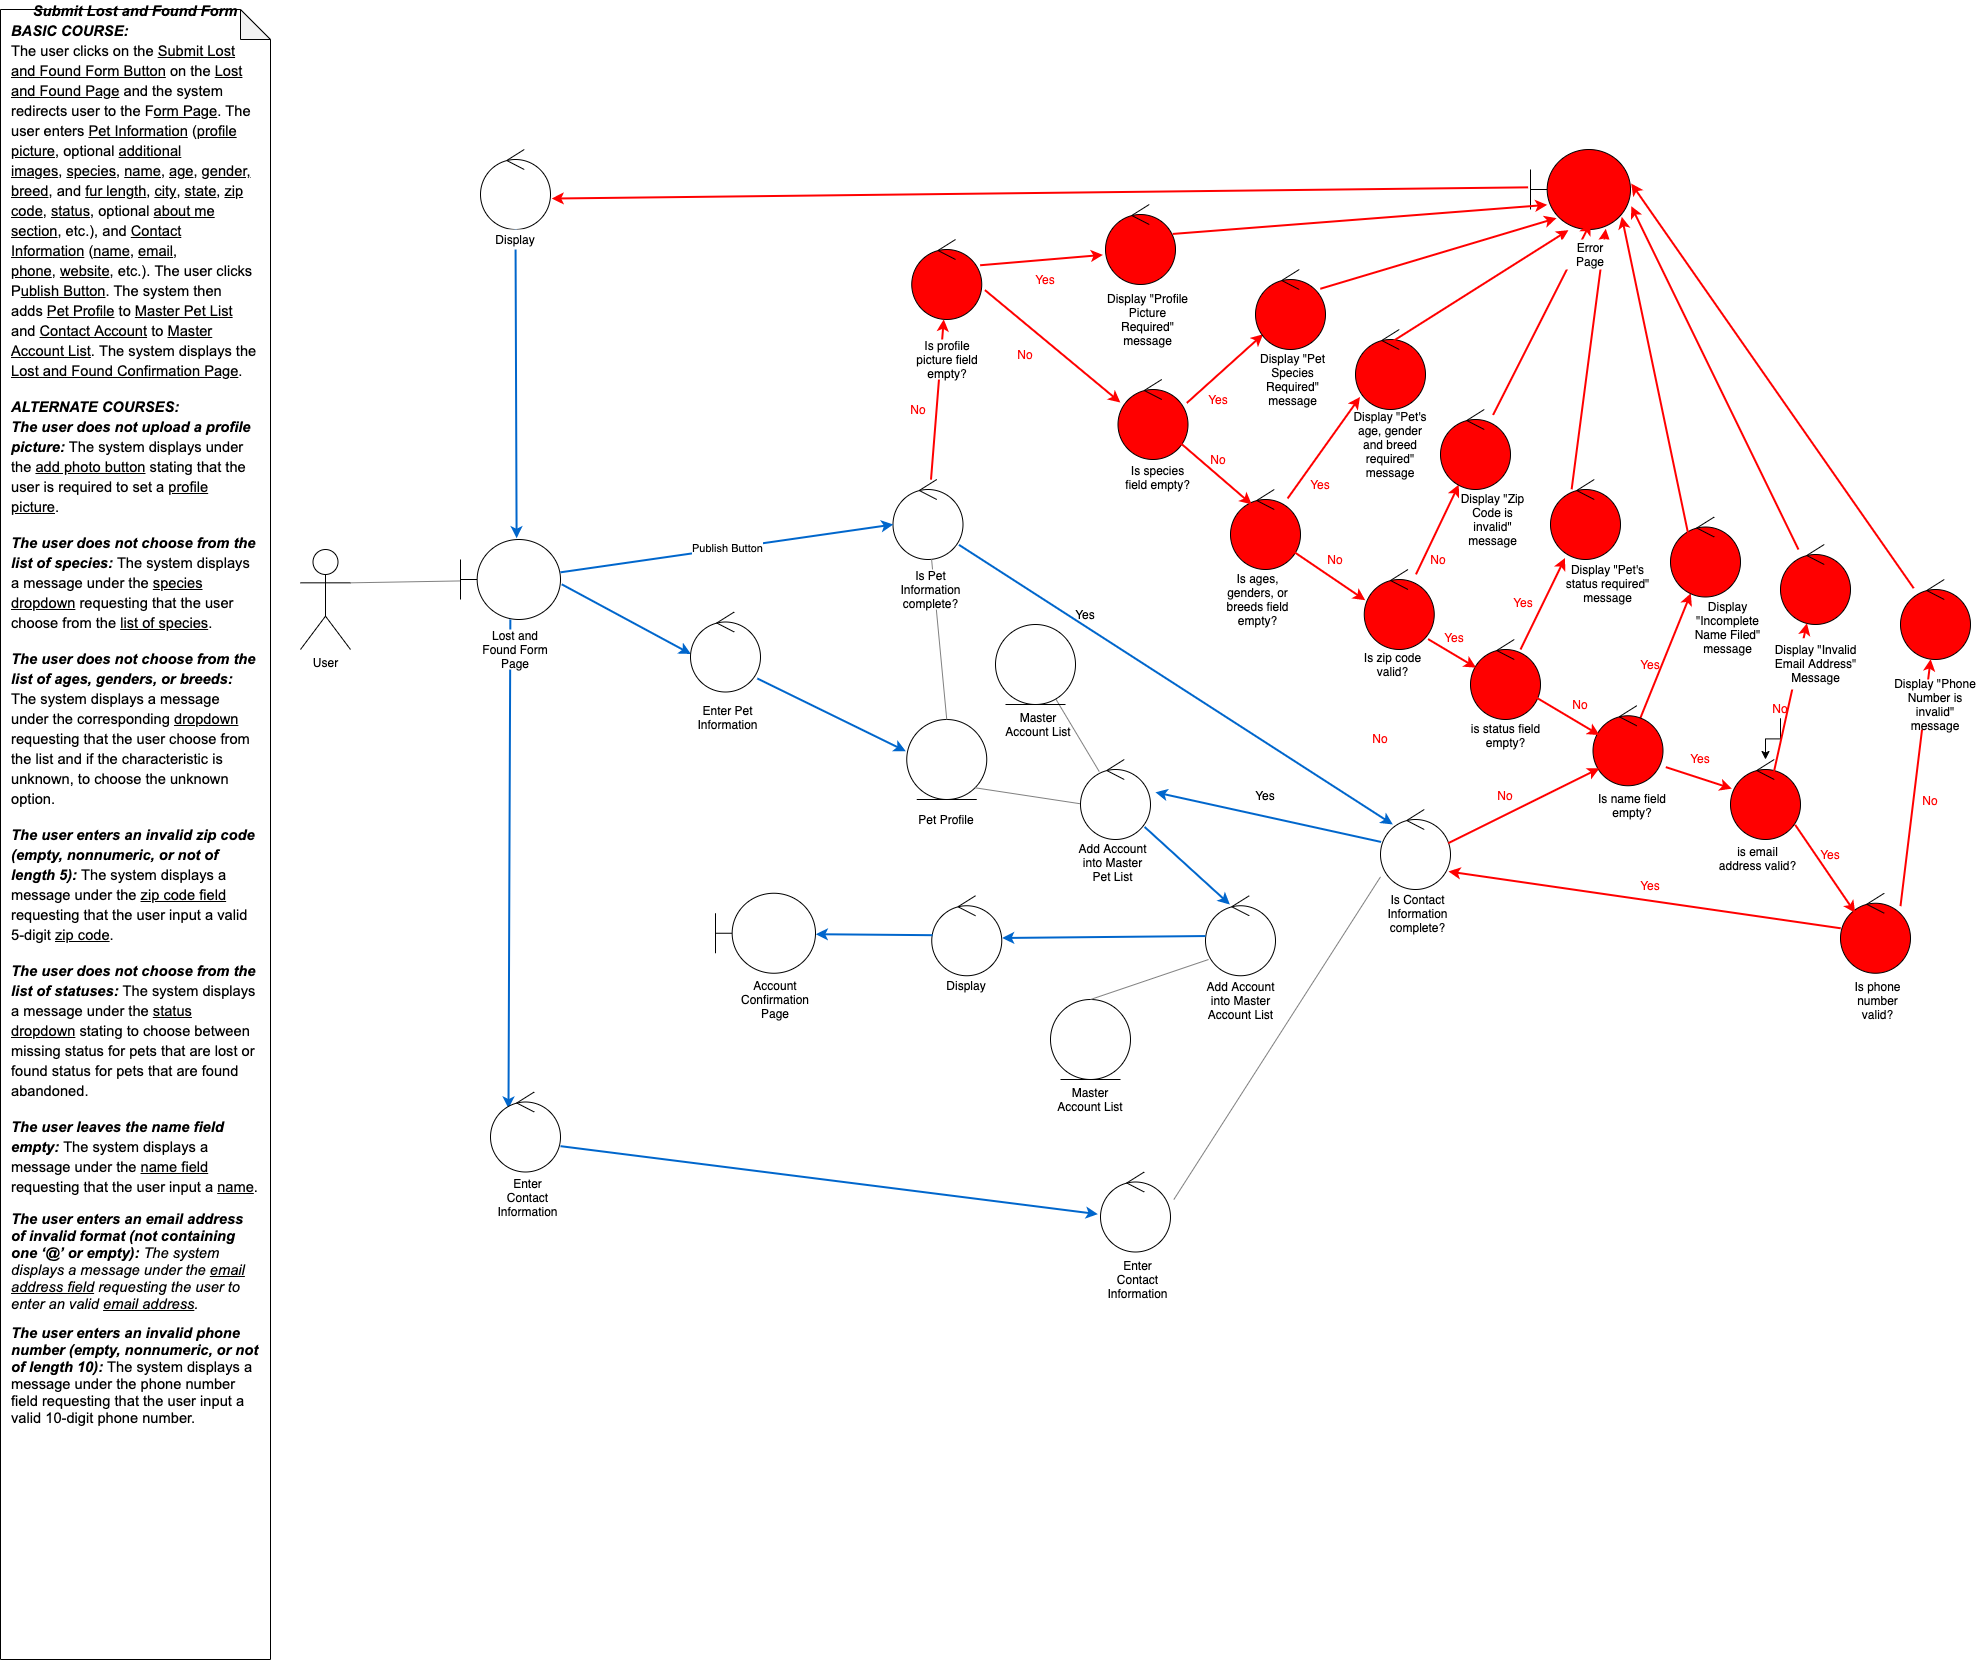 Submit Lost and Found Form
BASIC COURSE:
The user clicks on the Submit Lost
and Found Form Button on the Lost
and Found Page and the system
redirects user to the Form Page. The
user enters Pet Information (profile
picture, optional additional
images, species, name, age, gender,
breed, and fur length, city, state, zip
code, status, optional about me
section, etc.), and Contact
Information (name, email,
phone, website, etc.). The user clicks
Publish Button. The system then
adds Pet Profile to Master Pet List
and Contact Account to Master
Account List. The system displays the
Lost and Found Confirmation Page.
ALTERNATE COURSES:
The user does not upload a profile
picture: The system displays under
the add photo button stating that the
user is required to set a profile
picture.
The user does not choose from the
list of species: The system displays
a message under the species
dropdown requesting that the user
choose from the list of species.
The user does not choose from the
list of ages, genders, or breeds:
The system displays a message
under the corresponding dropdown
requesting that the user choose from
the list and if the characteristic is
unknown, to choose the unknown
option.
The user enters an invalid zip code
(empty, nonnumeric, or not of
length 5): The system displays a
message under the zip code field
requesting that the user input a valid
5-digit zip code.
The user does not choose from the
list of statuses: The system displays
a message under the status
dropdown stating to choose between
missing status for pets that are lost or
found status for pets that are found
abandoned.
The user leaves the name field
empty: The system displays a
message under the name field
requesting that the user input a name.
The user enters an email address
of invalid format (not containing
one ‘@’ or empty): The system
displays a message under the email
address field requesting the user to
enter an valid email address.
The user enters an invalid phone
number (empty, nonnumeric, or not
of length 10): The system displays a
message under the phone number
field requesting that the user input a
valid 10-digit phone number.
User
Display
Lost and
Found Form
Page
Publish Button
Enter Pet
Information
Is Pet
Information
complete?
No
Is profile
picture field
empty?
Yes
No
Display "Profile
Picture
Required"
message
Is species
field empty?
Yes
No
Display "Pet
Species
Required"
message
Is ages,
genders, or
breeds field
empty?
Yes
No
Display "Pet's
age, gender
and breed
required"
message
Is zip code
valid?
No
Yes
Display "Zip
Code is
invalid"
message
is status field
empty?
Yes
No
Display "Pet's
status required"
message
Is name field
empty?
Yes
Yes
Display
"Incomplete
Name Filed"
message
is email
address valid?
No
Yes
Display "Invalid
Email Address"
Message
Is phone
number
valid?
No
Yes
Display "Phone
Number is
invalid"
message
Error
Page
Yes
No
No
Yes
Master
Account List
Pet Profile
Add Account
into Master
Pet List
Is Contact
Information
complete?
Account
Confirmation
Page
Display
Add Account
into Master
Account List
Master
Account List
Enter
Contact
Information
Enter
Contact
Information